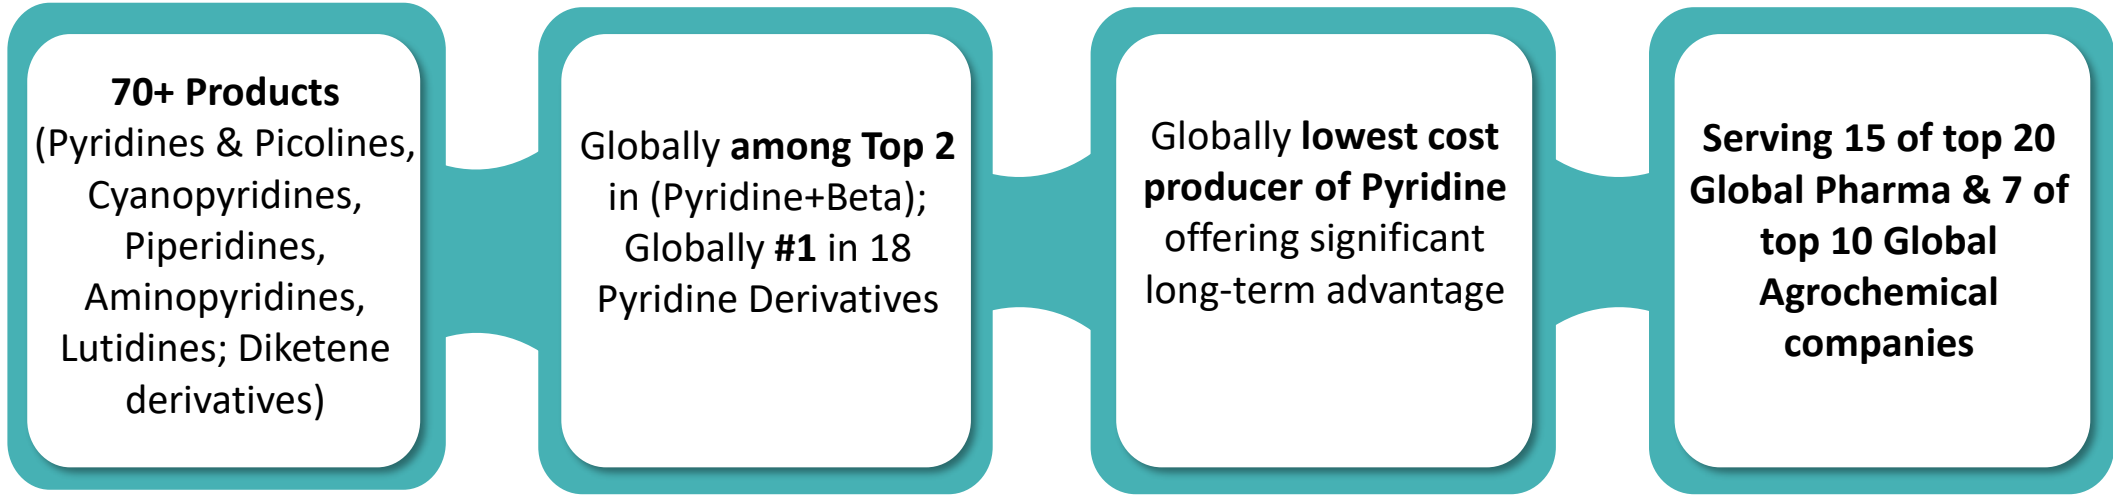 70+ Products
(Pyridines & Picolines,
Cyanopyridines,
Piperidines,
Aminopyridines,
Lutidines; Diketene
derivatives)
Globally among Top 2
in (Pyridine+Beta);
Globally #1 in 18
Pyridine Derivatives
Globally lowest cost
producer of Pyridine
offering significant
long-term advantage
Serving 15 of top 20
Global Pharma & 7 of
top 10 Global
Agrochemical
companies